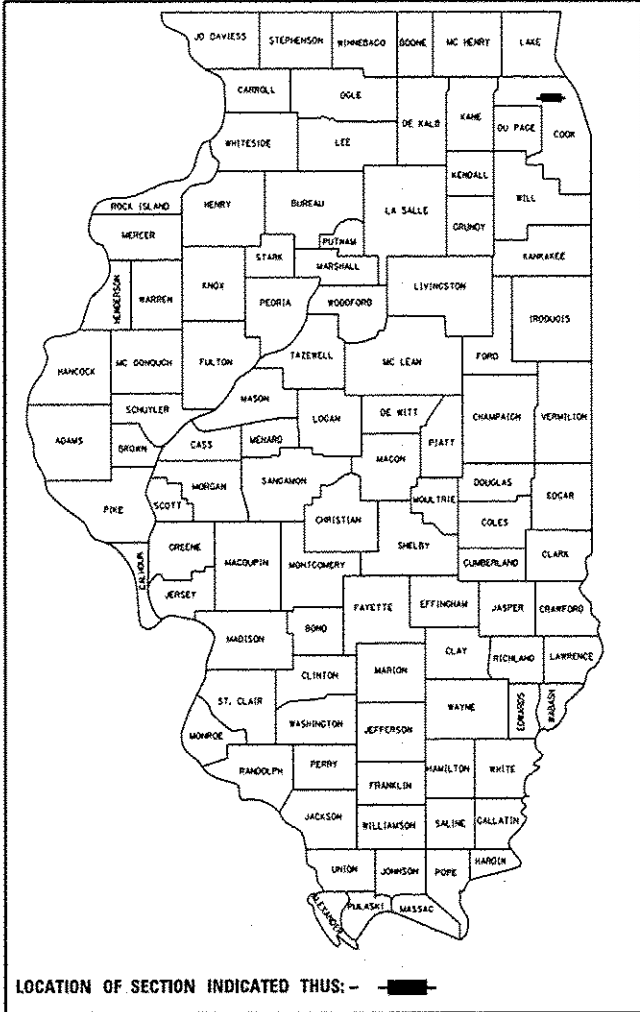 JO DAVIESS STEPHENSON WINNEBAGO BOONE MC HENRY LAKE
CARROLL OGLE
DE KALB KANE DU PAGE COOK
WHITESIDE LEE
KENDALL
ROCK ISLAND HENRY BUREAU LA SALLE WILL
MERCER PUTNAM GRUNDY
STARK KANKAKEE
MARSHALL
HENDERSON WARREN KNOX PEORIA LIVINGSTON
WOODFORD IROQUOIS
HANCOCK MC DONOUGH FULTON TAZEWELL MC LEAN FORD
MASON
SCHUYLER LOGAN DE WITT CHAMPAIGN VERMILION
ADAMS BROWN CASS MENARD PIATT
MACON
MORGAN SANGAMON DOUGLAS
PIKE SCOTT MOULTRIE EDGAR
CHRISTIAN COLES
GREENE SHELBY
CALHOUN MACOUPIN MONTGOMERY CUMBERLAND CLARK
JERSEY
FAYETTE EFFINGHAM JASPER CRAWFORD
MADISON BOND
CLAY RICHLAND LAWRENCE
CLINTON MARION
ST. CLAIR WAYNE EDWARDS WABASH
WASHINGTON JEFFERSON
MONROE
RANDOLPH PERRY HAMILTON WHITE
FRANKLIN
JACKSON WILLIAMSON SALINE GALLATIN
UNION JOHNSON POPE HARDIN
ALEXANDER PULASKI MASSAC
LOCATION OF SECTION INDICATED THUS: -